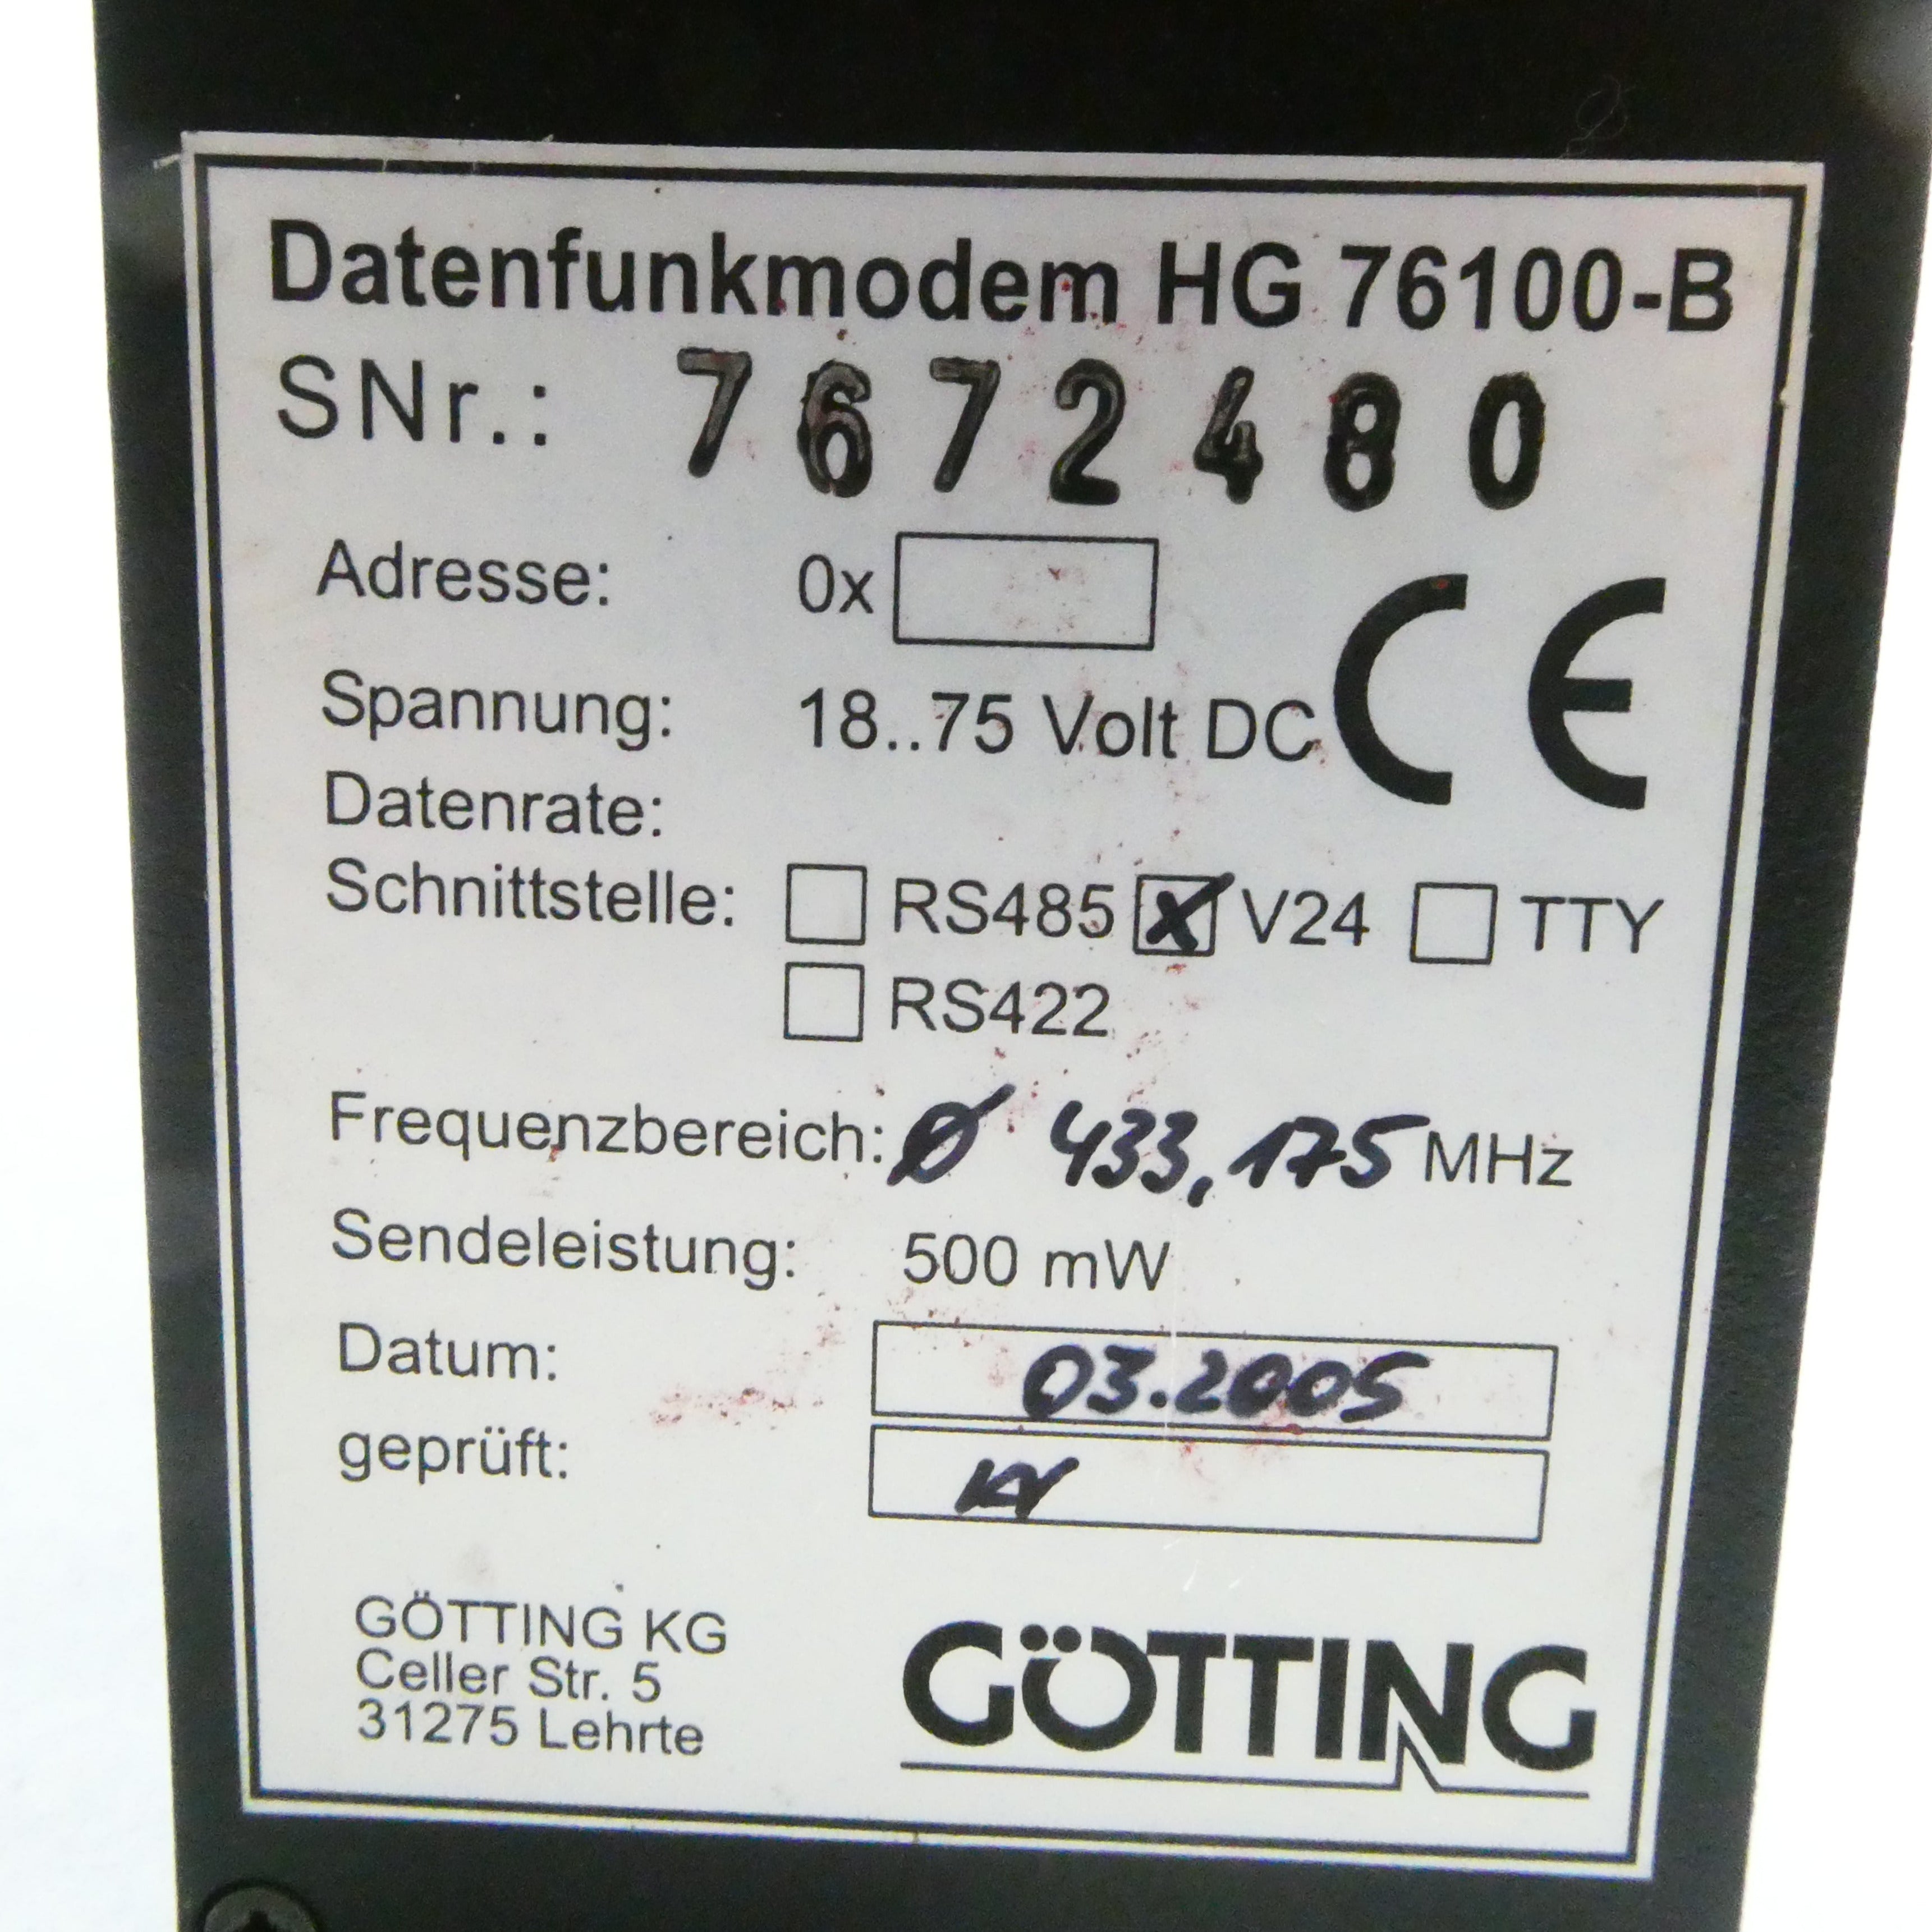 Datenfunkmodem HG 76100-B
SNr.: 7672480
Adresse: 0x
CE
Spannung: 18..75 Volt DC
Datenrate:
Schnittstelle: RS485 X V24 TTY
RS422
Frequenzbereich: Ø 433,175 MHz
Sendeleistung: 500 mW
Datum: 03.2005
geprüft:
GÖTTING KG
Celler Str. 5
31275 Lehrte
GÖTTING